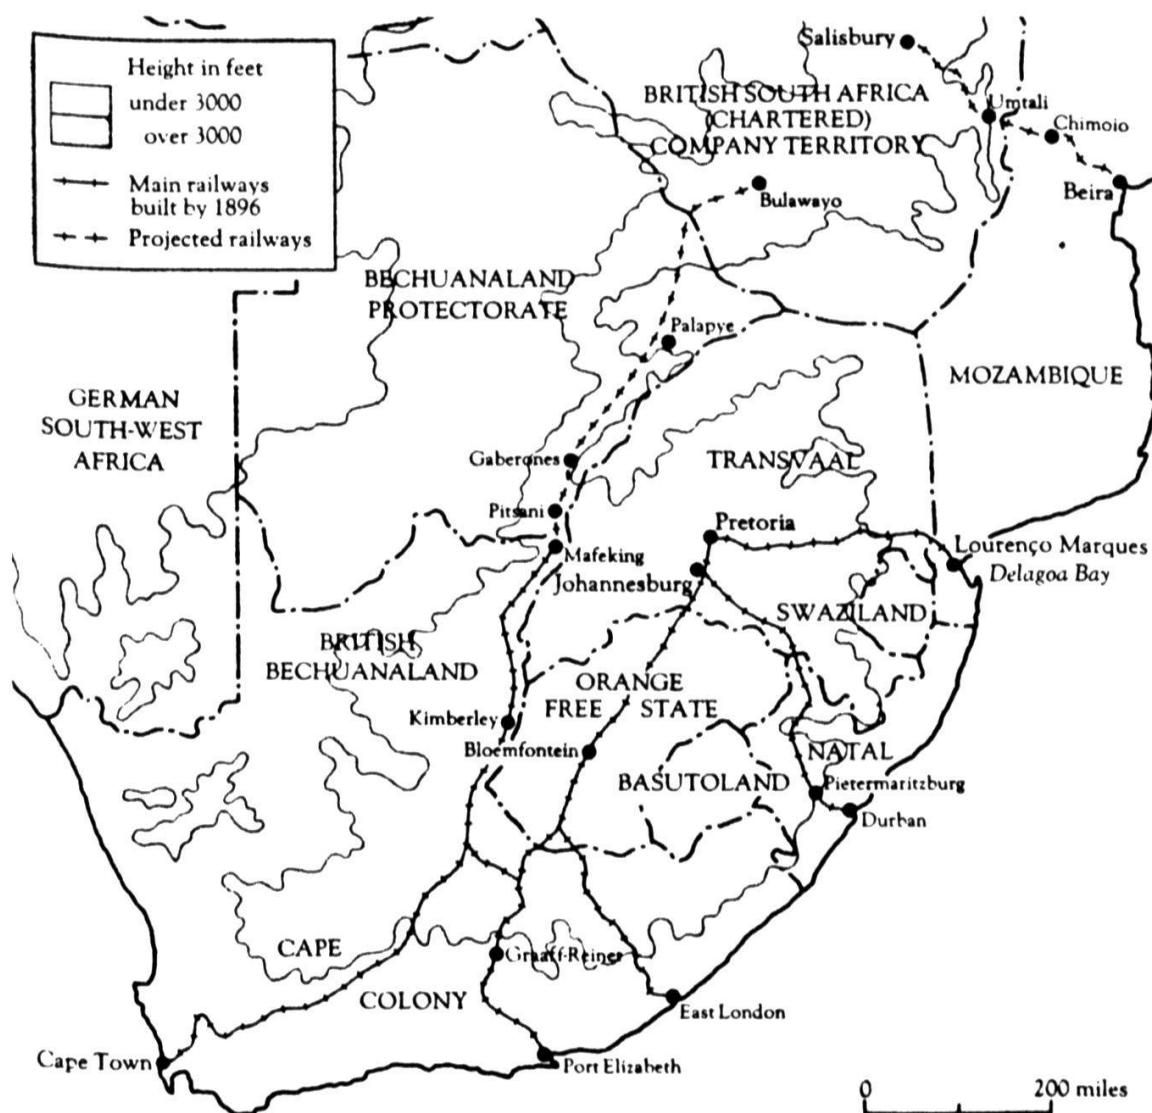 Height in feet
under 3000
over 3000
Main railways
built by 1896
Projected railways
Salisbury
BRITISH SOUTH AFRICA
(CHARTERED)
COMPANY TERRITORY
Umtali
Chimoio
Beira
Bulawayo
BECHUANALAND
PROTECTORATE
Palapye
MOZAMBIQUE
GERMAN
SOUTH-WEST
AFRICA
Gaberones
TRANSVAAL
Pitsani
Pretoria
Mafeking
Johannesburg
Lourenço Marques
Delagoa Bay
SWAZILAND
BRITISH
BECHUANALAND
ORANGE
FREE STATE
Kimberley
Bloemfontein
NATAL
BASUTOLAND
Pietermaritzburg
Durban
CAPE
COLONY
Graaff-Reinet
East London
Cape Town
Port Elizabeth
0 200 miles